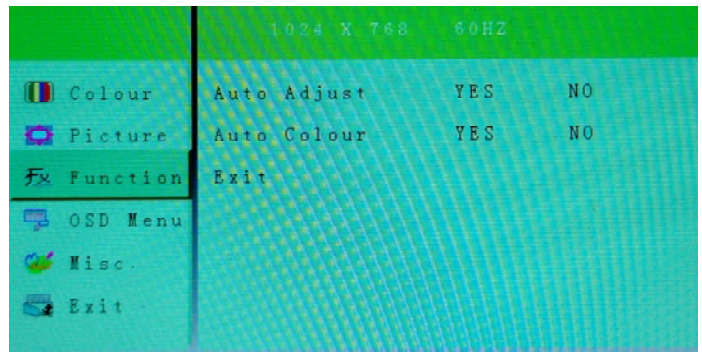 1024 X 768 60HZ
Colour Auto Adjust YES NO
Picture Auto Colour YES NO
Function Exit
OSD Menu
Misc.
Exit